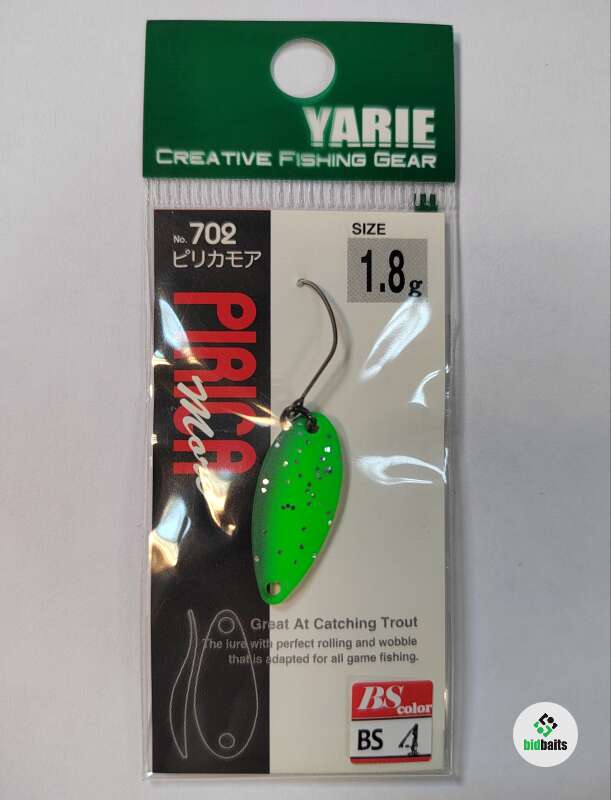 YARIE
CREATIVE FISHING GEAR
No. 702
ピリカモア
SIZE
1.8g
PIRICA
More
Great At Catching Trout
The lure with perfect rolling and wobble
that is adapted for all game fishing.
BS color
BS 4
bidbaits